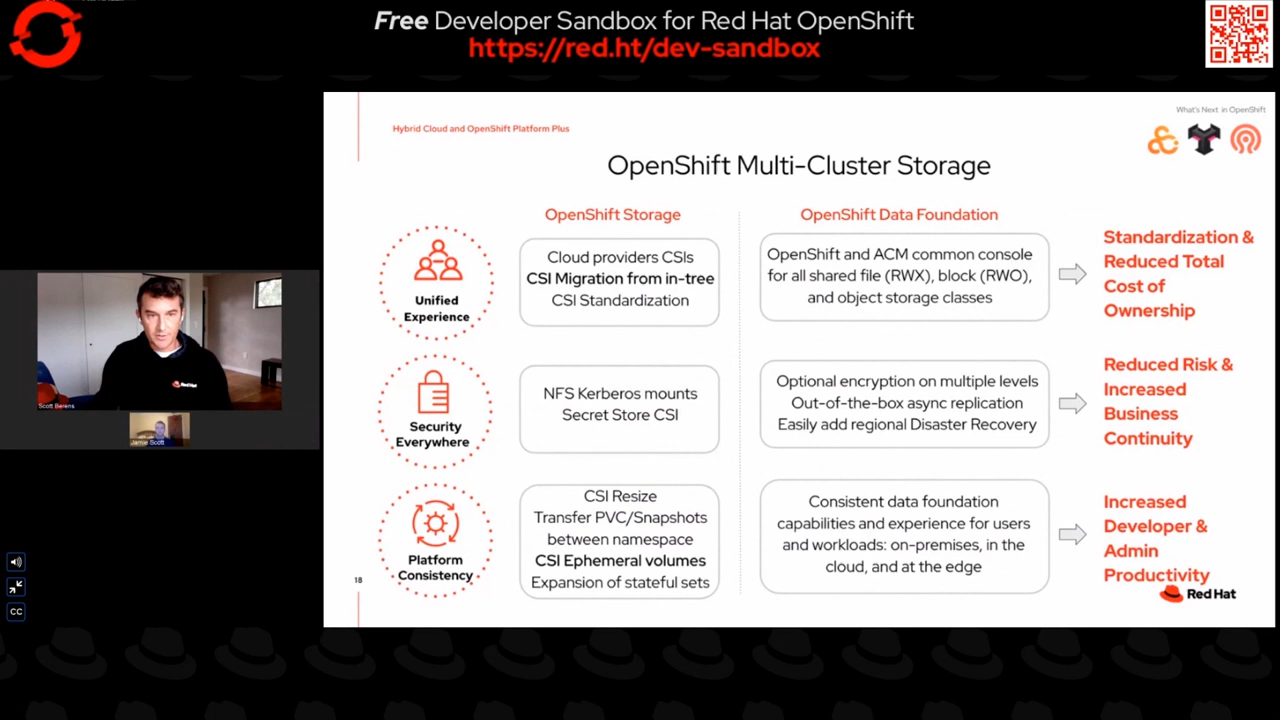 Free Developer Sandbox for Red Hat OpenShift
https://red.ht/dev-sandbox
What's Next in OpenShift
Hybrid Cloud and OpenShift Platform Plus
OpenShift Multi-Cluster Storage
OpenShift Storage
OpenShift Data Foundation
Unified
Experience
Cloud providers CSIs
CSI Migration from in-tree
CSI Standardization
OpenShift and ACM common console
for all shared file (RWX), block (RWO),
and object storage classes
Standardization &
Reduced Total
Cost of
Ownership
Security
Everywhere
NFS Kerberos mounts
Secret Store CSI
Optional encryption on multiple levels
Out-of-the-box async replication
Easily add regional Disaster Recovery
Reduced Risk &
Increased
Business
Continuity
Platform
Consistency
CSI Resize
Transfer PVC/Snapshots
between namespace
CSI Ephemeral volumes
Expansion of stateful sets
Consistent data foundation
capabilities and experience for users
and workloads: on-premises, in the
cloud, and at the edge
Increased
Developer &
Admin
Productivity
18
Red Hat
Red Hat
Scott Berens
Jamie Scott
CC